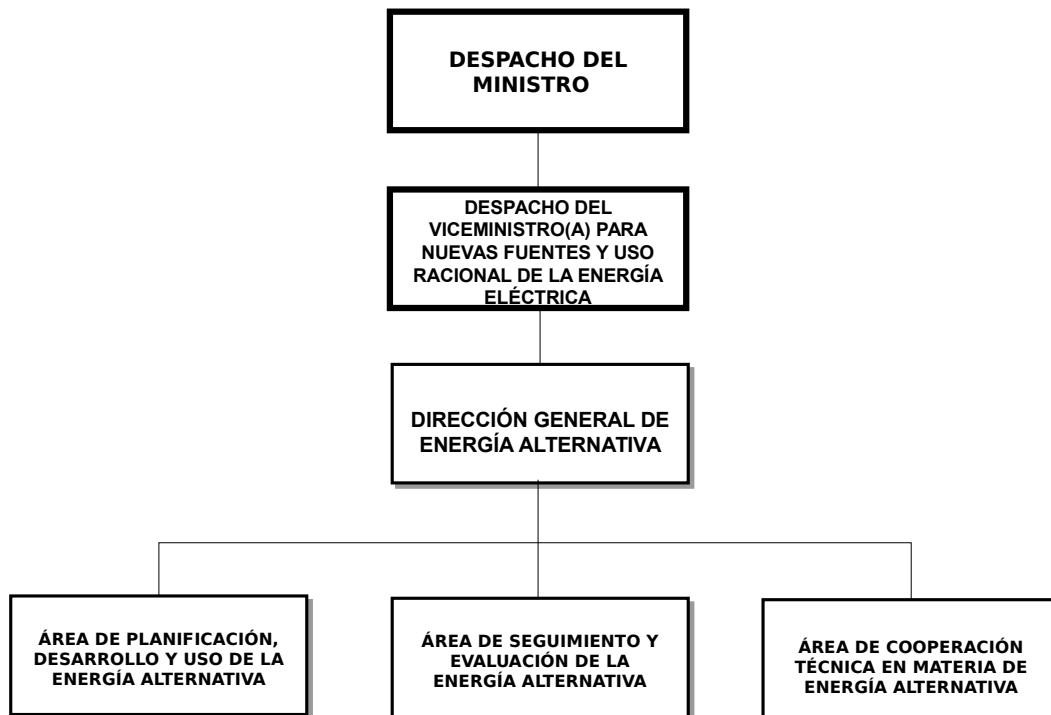 DESPACHO DEL
MINISTRO
DESPACHO DEL
VICEMINISTRO(A) PARA
NUEVAS FUENTES Y USO
RACIONAL DE LA ENERGÍA
ELÉCTRICA
DIRECCIÓN GENERAL DE
ENERGÍA ALTERNATIVA
ÁREA DE PLANIFICACIÓN,
DESARROLLO Y USO DE LA
ENERGÍA ALTERNATIVA
ÁREA DE SEGUIMIENTO Y
EVALUACIÓN DE LA
ENERGÍA ALTERNATIVA
ÁREA DE COOPERACIÓN
TÉCNICA EN MATERIA DE
ENERGÍA ALTERNATIVA